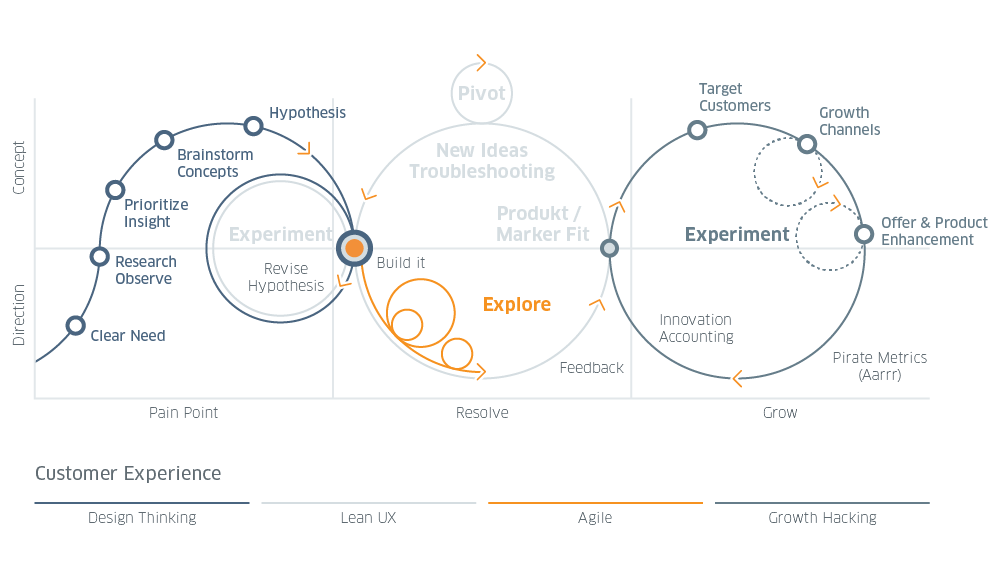 Pivot
Target
Customers
Hypothesis
Growth
Channels
Brainstorm
Concepts
New Ideas
Troubleshooting
Concept
Prioritize
Insight
Produkt /
Marker Fit
Experiment
Experiment
Offer & Product
Enhancement
Research
Observe
Build it
Revise
Hypothesis
Explore
Direction
Clear Need
Innovation
Accounting
Feedback
Pirate Metrics
(Aarrr)
Pain Point
Resolve
Grow
Customer Experience
Design Thinking
Lean UX
Agile
Growth Hacking